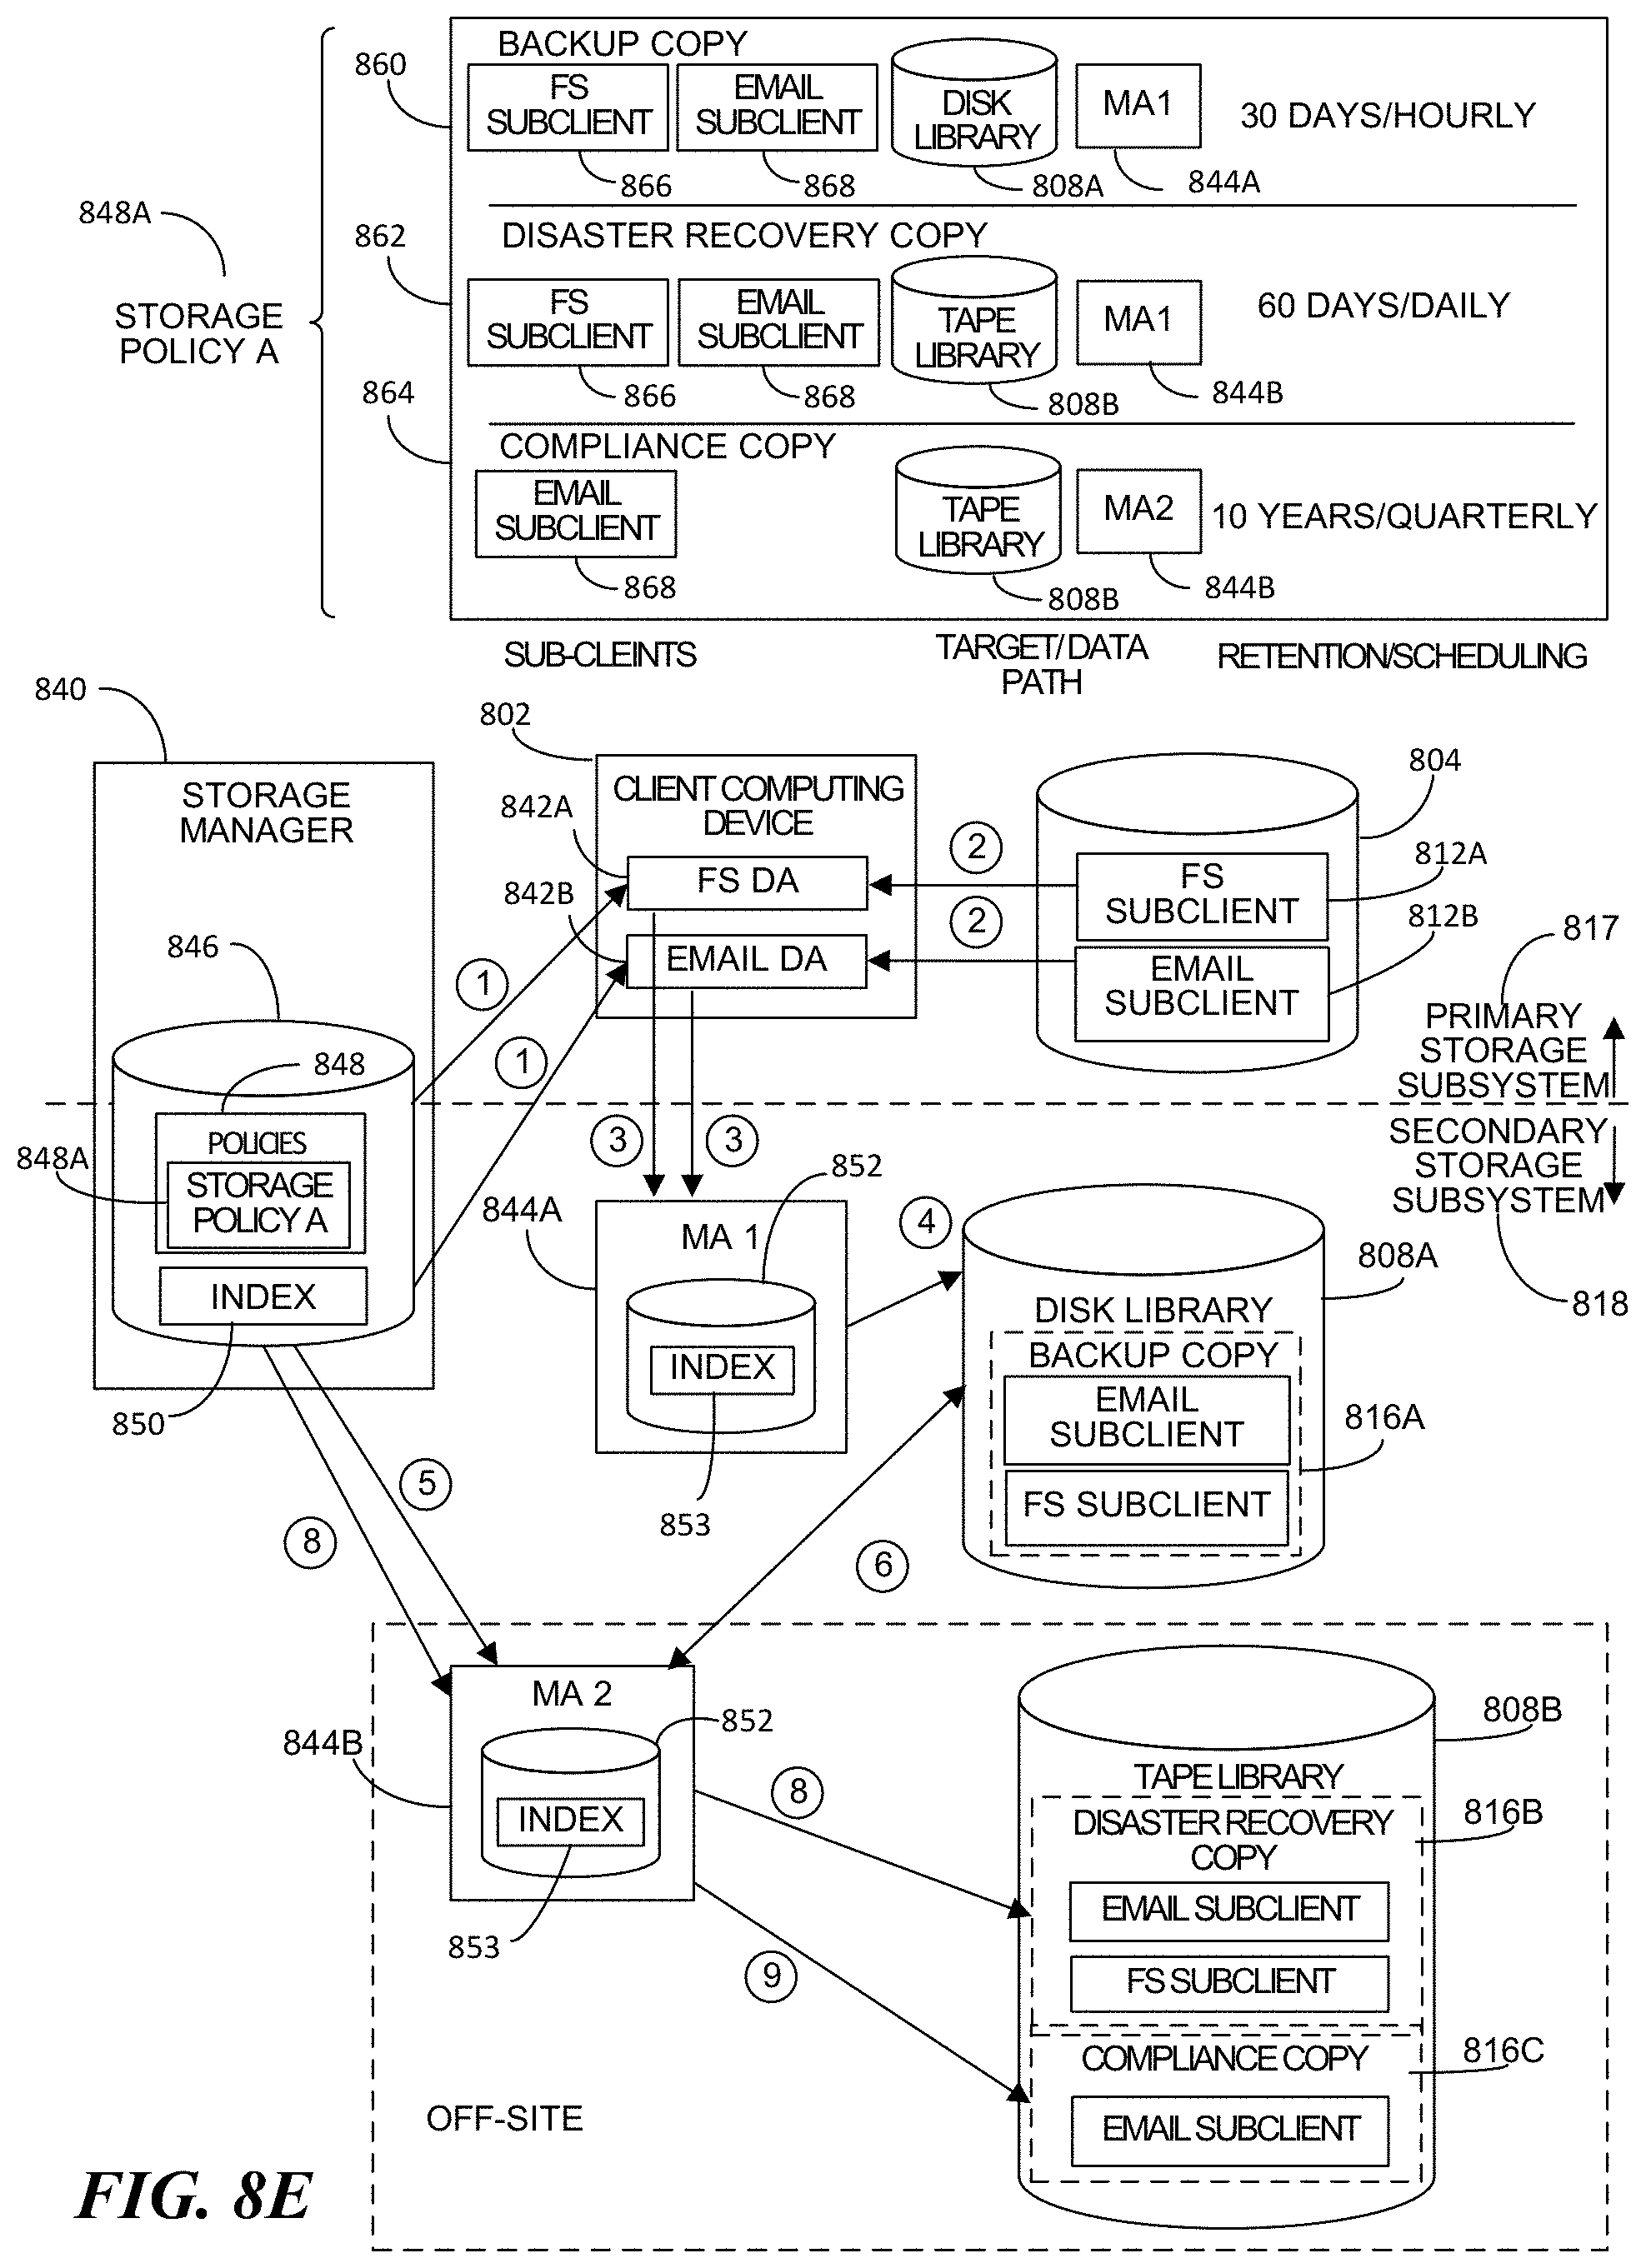 BACKUP COPY
860
FS
SUBCLIENT
EMAIL
SUBCLIENT
DISK
LIBRARY
MA1
30 DAYS/HOURLY
866
868
808A
844A
848A
STORAGE
POLICY A
862
DISASTER RECOVERY COPY
FS
SUBCLIENT
EMAIL
SUBCLIENT
TAPE
LIBRARY
MA1
60 DAYS/DAILY
866
868
808B
844B
864
COMPLIANCE COPY
EMAIL
SUBCLIENT
TAPE
LIBRARY
MA2
10 YEARS/QUARTERLY
868
808B
844B
SUB-CLEINTS
TARGET/DATA
PATH
RETENTION/SCHEDULING
840
STORAGE
MANAGER
802
CLIENT COMPUTING
DEVICE
842A
FS DA
842B
EMAIL DA
2
2
804
FS
SUBCLIENT
812A
812B
EMAIL
SUBCLIENT
817
PRIMARY
STORAGE
SUBSYSTEM
846
1
1
848
POLICIES
848A
STORAGE
POLICY A
INDEX
850
3
3
SECONDARY
STORAGE
SUBSYSTEM
818
852
844A
MA 1
INDEX
853
4
808A
DISK LIBRARY
BACKUP COPY
EMAIL
SUBCLIENT
816A
FS SUBCLIENT
5
8
6
MA 2
852
844B
INDEX
853
8
9
808B
TAPE LIBRARY
DISASTER RECOVERY
COPY
816B
EMAIL SUBCLIENT
FS SUBCLIENT
COMPLIANCE COPY
816C
EMAIL SUBCLIENT
OFF-SITE
FIG. 8E